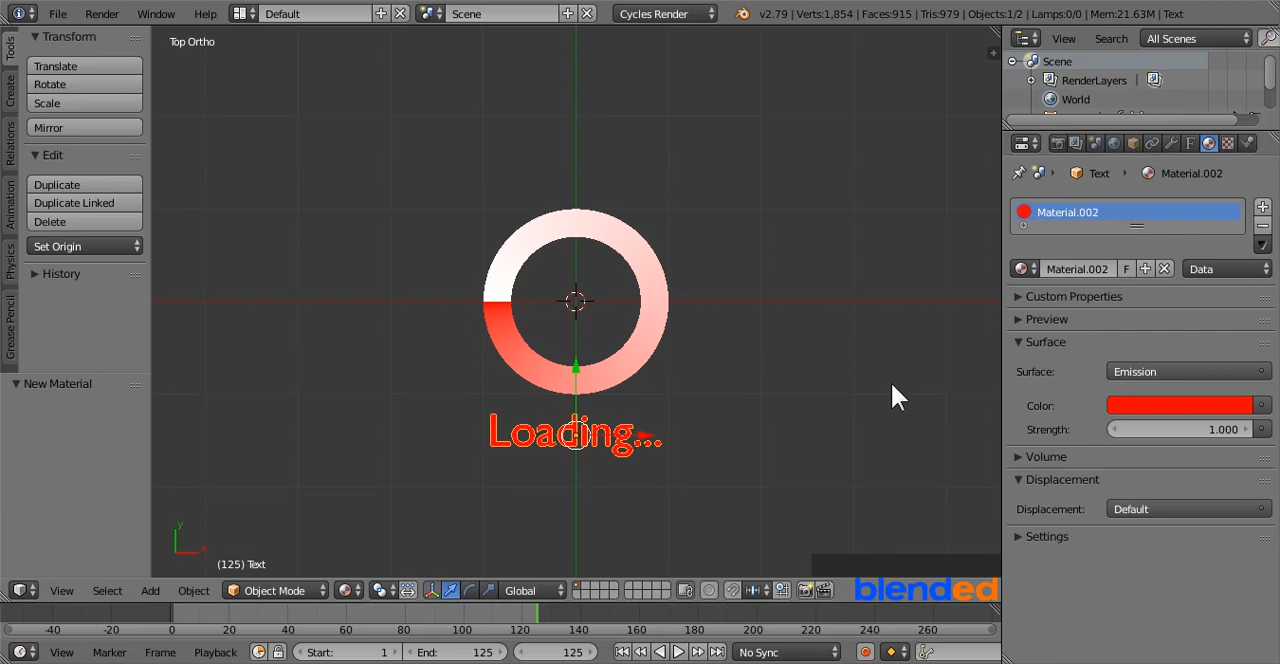 File Render Window Help Default Scene Cycles Render v2.79 | Verts:1,854 | Faces:915 | Tris:979 | Objects:1/2 | Lamps:0/0 | Mem:21.63M | Text
Tools
Create
Relations
Animation
Physics
Grease Pencil
Transform
Translate
Rotate
Scale
Mirror
Edit
Duplicate
Duplicate Linked
Delete
Set Origin
History
New Material
Top Ortho
Loading...
y
(125) Text
View Search All Scenes
Scene
RenderLayers |
World
Text Material.002
Material.002
Material.002 F Data
Custom Properties
Preview
Surface
Surface: Emission
Color:
Strength: 1.000
Volume
Displacement
Displacement: Default
Settings
View Select Add Object Object Mode Global
blended
-40 -20 0 20 40 60 80 100 120 140 160 180 200 220 240 260
View Marker Frame Playback Start: 1 End: 125 125 No Sync